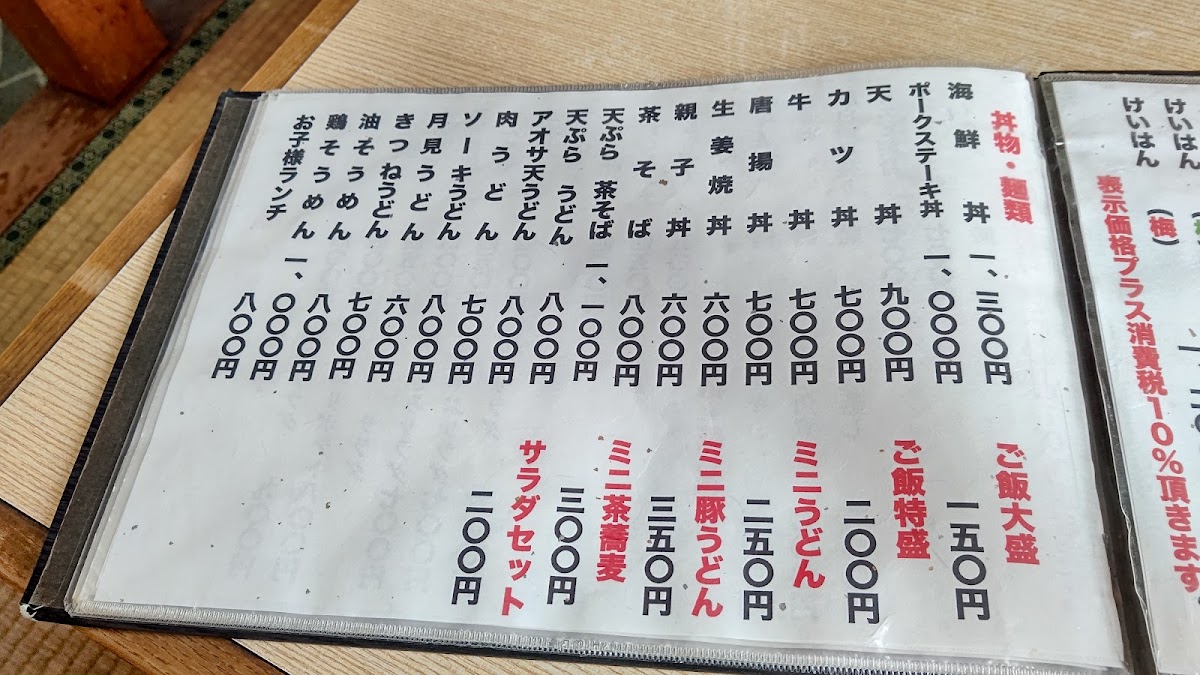 けいはん
けいはん (梅)
表示価格プラス消費税10%頂きます。
丼物・麺類
海鮮丼 一、三〇〇円
ポークステーキ丼 一、〇〇〇円
天丼 九〇〇円
カツ丼 七〇〇円
牛丼 七〇〇円
唐揚丼 七〇〇円
生姜焼丼 六〇〇円
親子丼 六〇〇円
茶そば 八〇〇円
天ぷら 茶そば 一、一〇〇円
天ぷら うどん 八〇〇円
アオサ天うどん 八〇〇円
肉うどん 七〇〇円
ソーキうどん 八〇〇円
月見うどん 六〇〇円
きつねうどん 七〇〇円
油そうめん 八〇〇円
鶏そうめん 一、〇〇〇円
お子様ランチ 八〇〇円
ご飯大盛
一五〇円
ご飯特盛
二〇〇円
ミニうどん
二五〇円
ミニ豚うどん
三五〇円
ミニ茶蕎麦
三〇〇円
サラダセット
二〇〇円